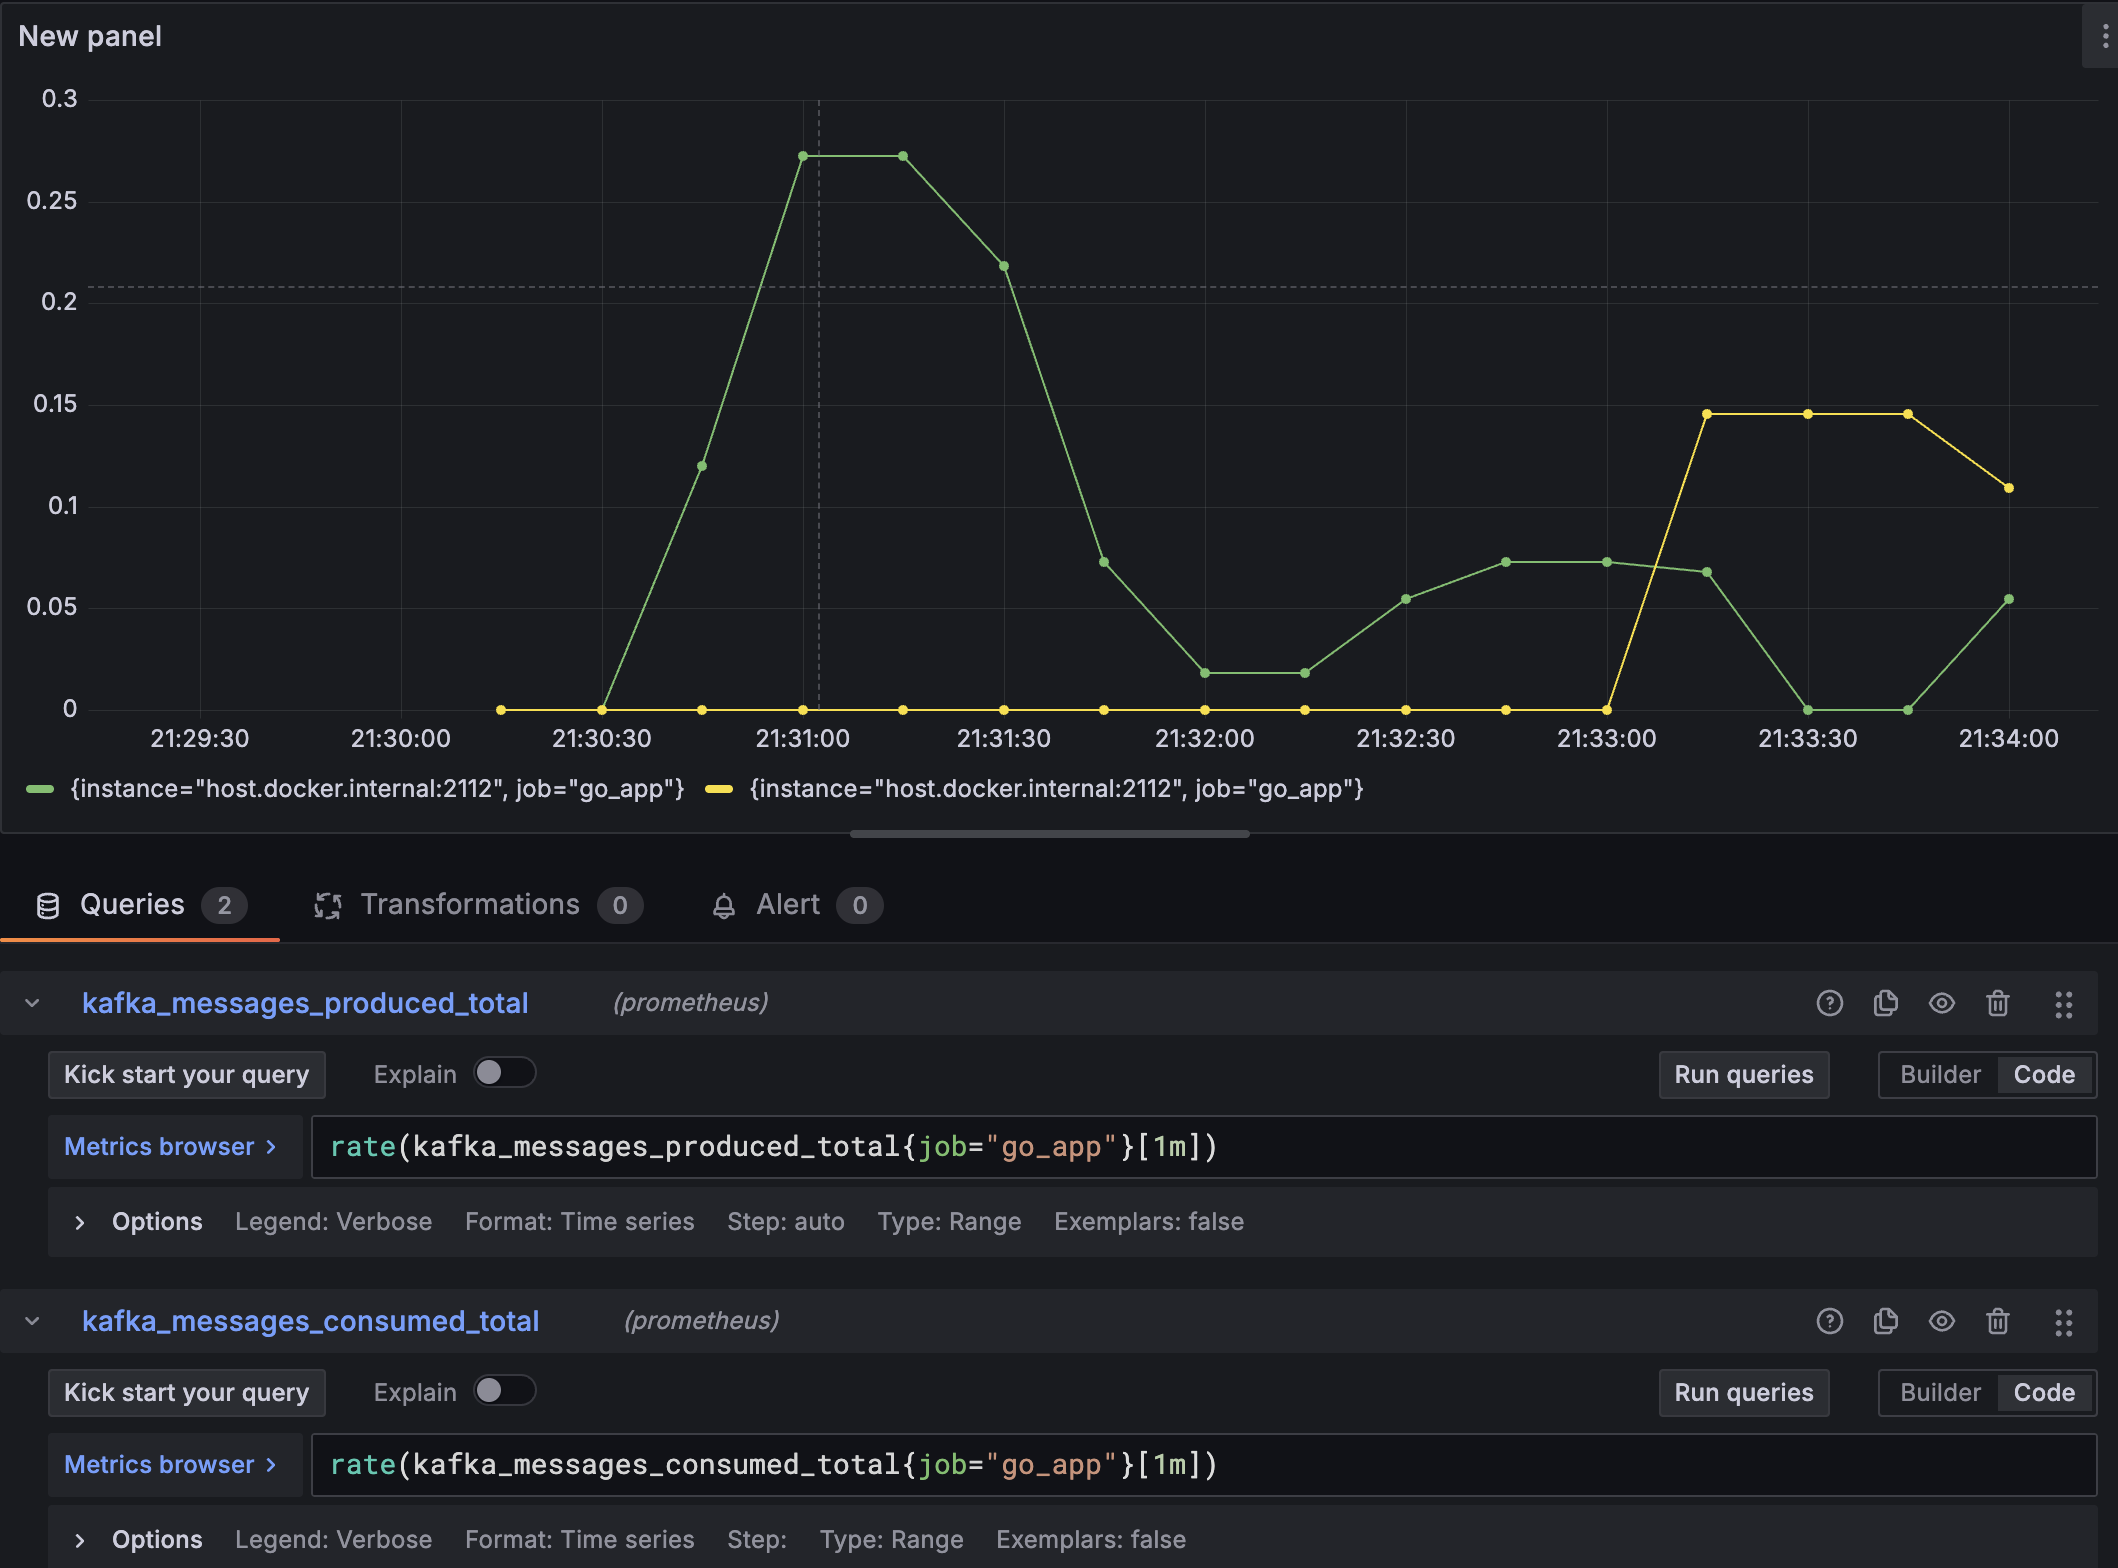 New panel
0.3
0.25
0.2
0.15
0.1
0.05
0
21:29:30 21:30:00 21:30:30 21:31:00 21:31:30 21:32:00 21:32:30 21:33:00 21:33:30 21:34:00
{instance="host.docker.internal:2112", job="go_app"} {instance="host.docker.internal:2112", job="go_app"}
Queries 2 Transformations 0 Alert 0
kafka_messages_produced_total (prometheus)
Kick start your query Explain Run queries Builder Code
Metrics browser > rate(kafka_messages_produced_total{job="go_app"}[1m])
> Options Legend: Verbose Format: Time series Step: auto Type: Range Exemplars: false
kafka_messages_consumed_total (prometheus)
Kick start your query Explain Run queries Builder Code
Metrics browser > rate(kafka_messages_consumed_total{job="go_app"}[1m])
> Options Legend: Verbose Format: Time series Step: Type: Range Exemplars: false